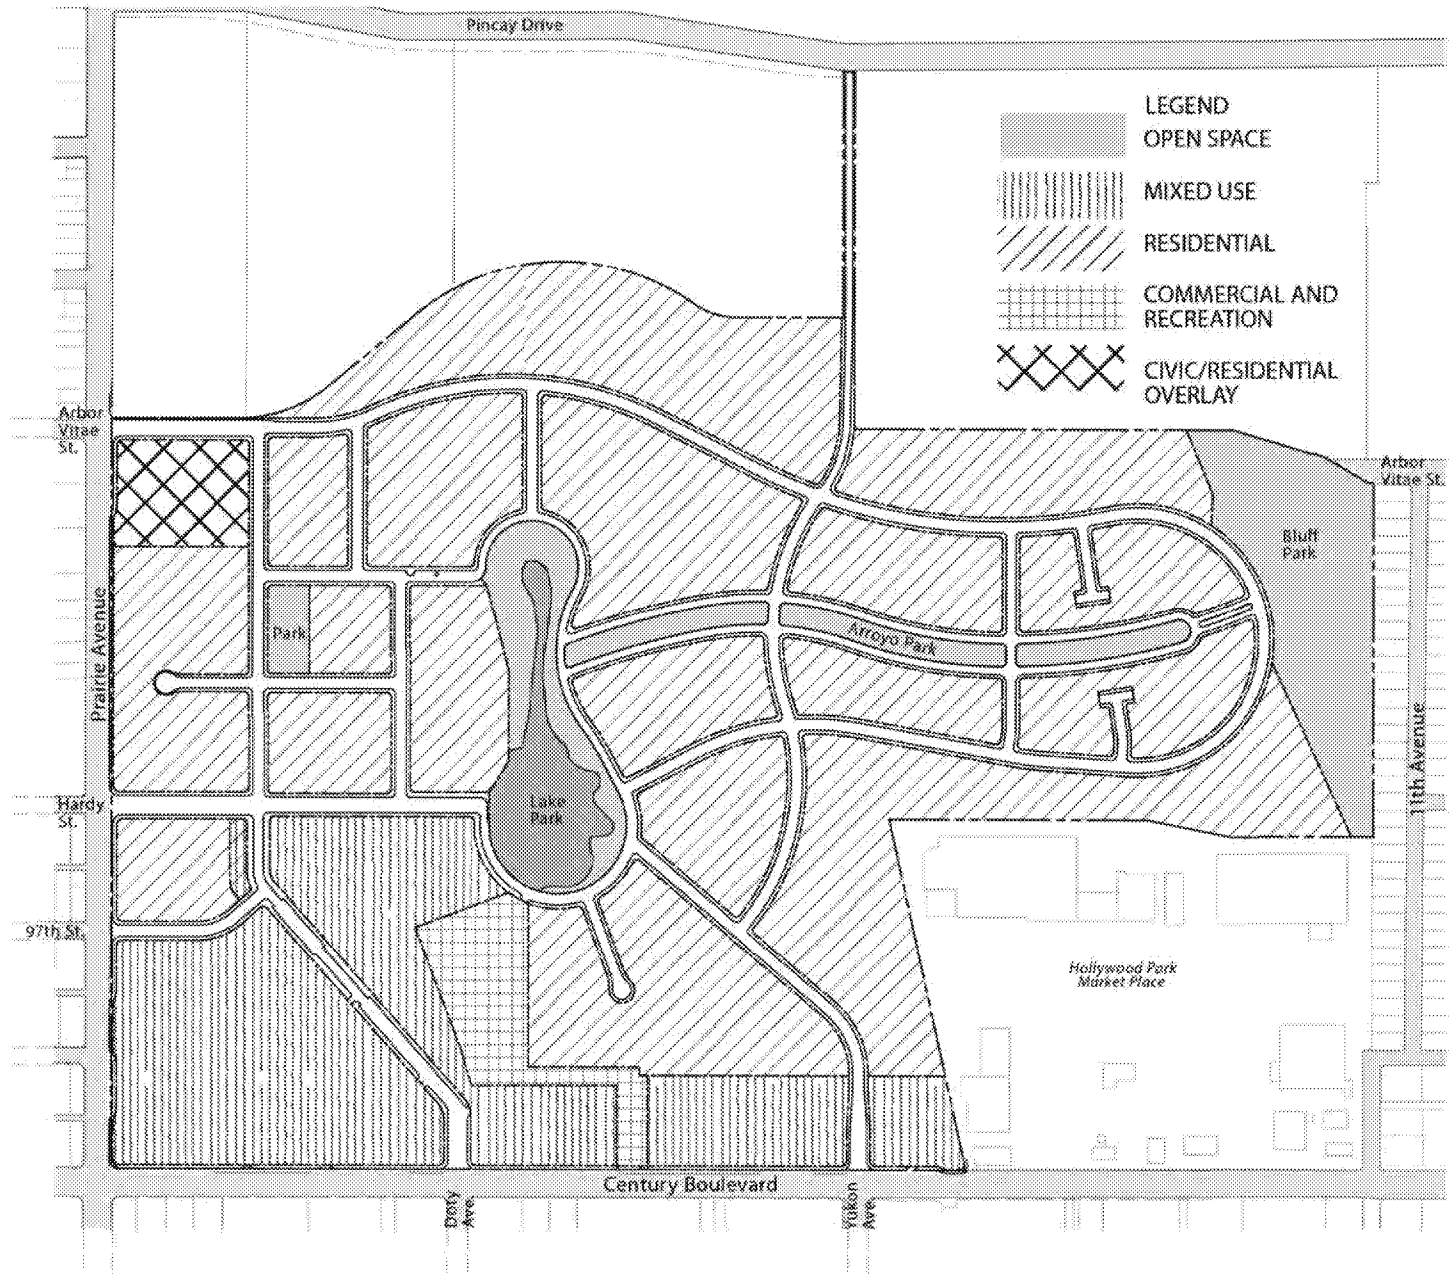 Pincay Drive
LEGEND
OPEN SPACE
MIXED USE
RESIDENTIAL
COMMERCIAL AND
RECREATION
CIVIC/RESIDENTIAL
OVERLAY
Arbor
Vitae
St.
Arbor
Vitae St.
Bluff
Park
Prairie Avenue
Park
Arroyo Park
11th Avenue
Hardy
St.
Lake
Park
97th St.
Hollywood Park
Market Place
Century Boulevard
Doty
Ave.
Yukon
Ave.